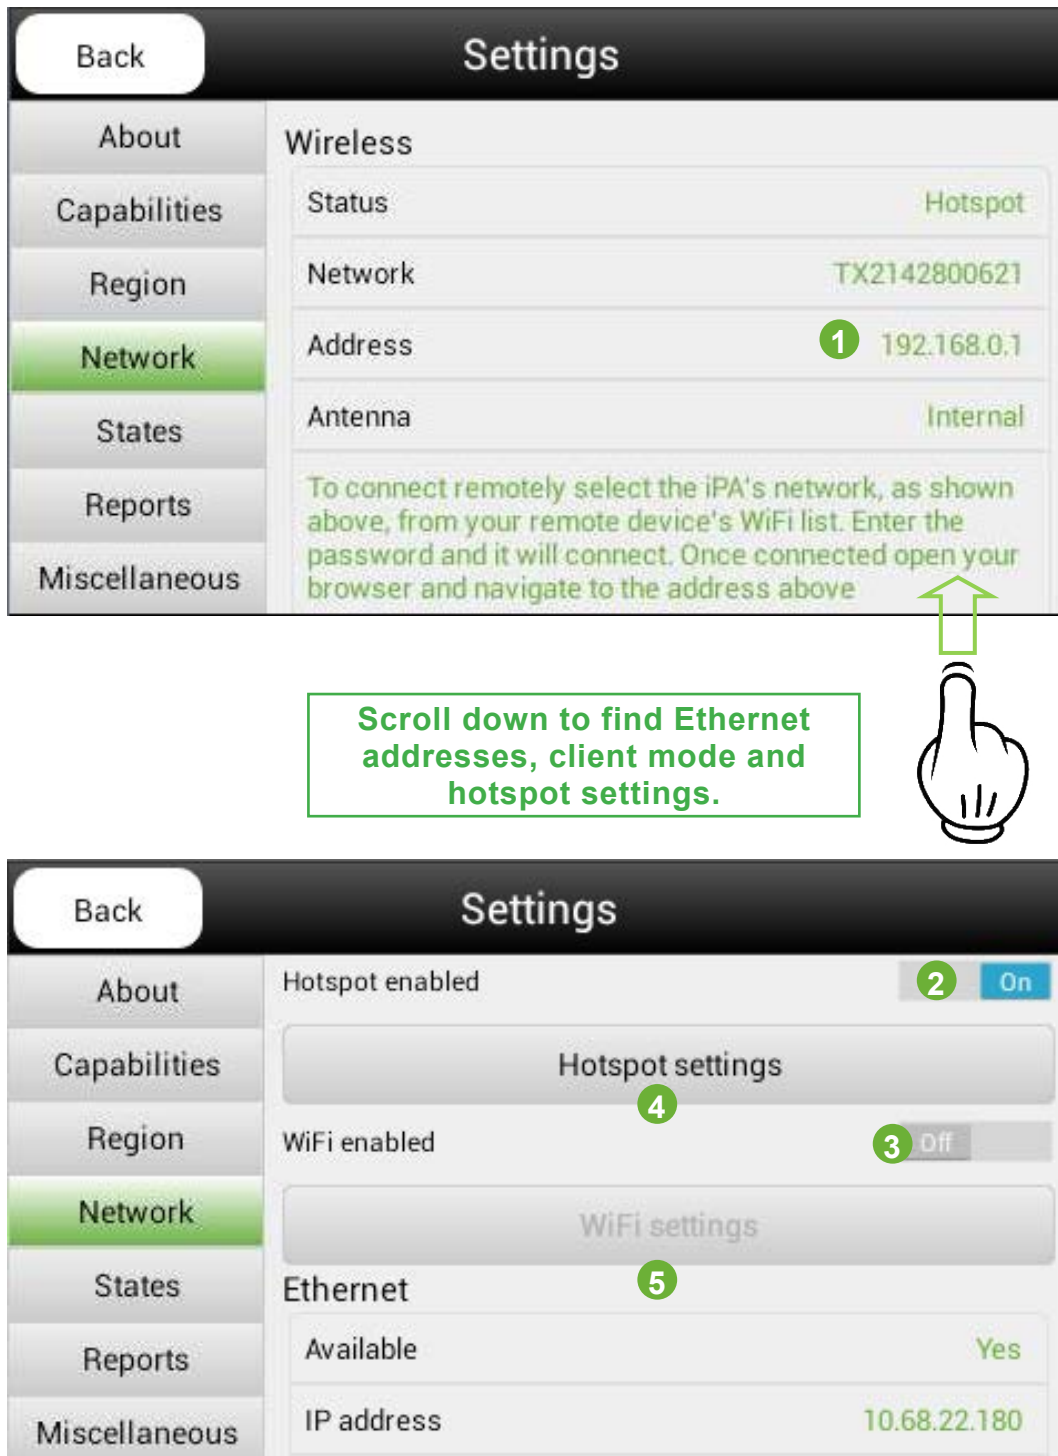 Back
Settings
About
Capabilities
Region
Network
States
Reports
Miscellaneous
Wireless
Status Hotspot
Network TX2142800621
Address 1 192.168.0.1
Antenna Internal
To connect remotely select the iPA's network, as shown
above, from your remote device's WiFi list. Enter the
password and it will connect. Once connected open your
browser and navigate to the address above
Scroll down to find Ethernet
addresses, client mode and
hotspot settings.
Back
Settings
About
Capabilities
Region
Network
States
Reports
Miscellaneous
Hotspot enabled 2 On
Hotspot settings
4
WiFi enabled 3 Off
WiFi settings
5
Ethernet
Available Yes
IP address 10.68.22.180